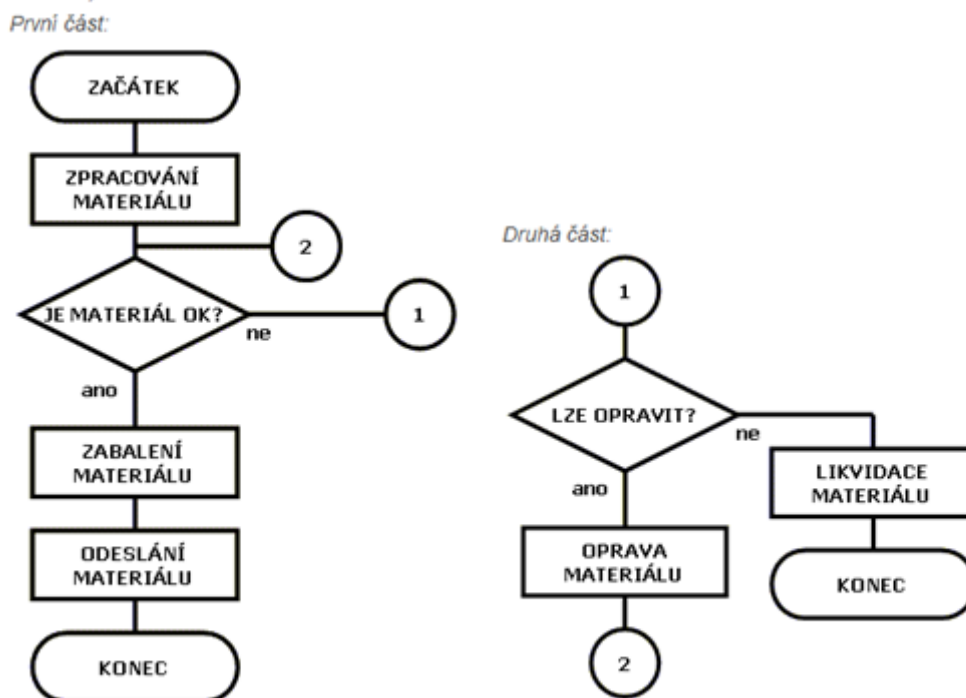 První část:
ZAČÁTEK
ZPRACOVÁNÍ
MATERIÁLU
2
JE MATERIÁL OK?
ne
1
ano
ZABALENÍ
MATERIÁLU
ODESLÁNÍ
MATERIÁLU
KONEC
Druhá část:
1
LZE OPRAVIT?
ne
ano
LIKVIDACE
MATERIÁLU
OPRAVA
MATERIÁLU
KONEC
2